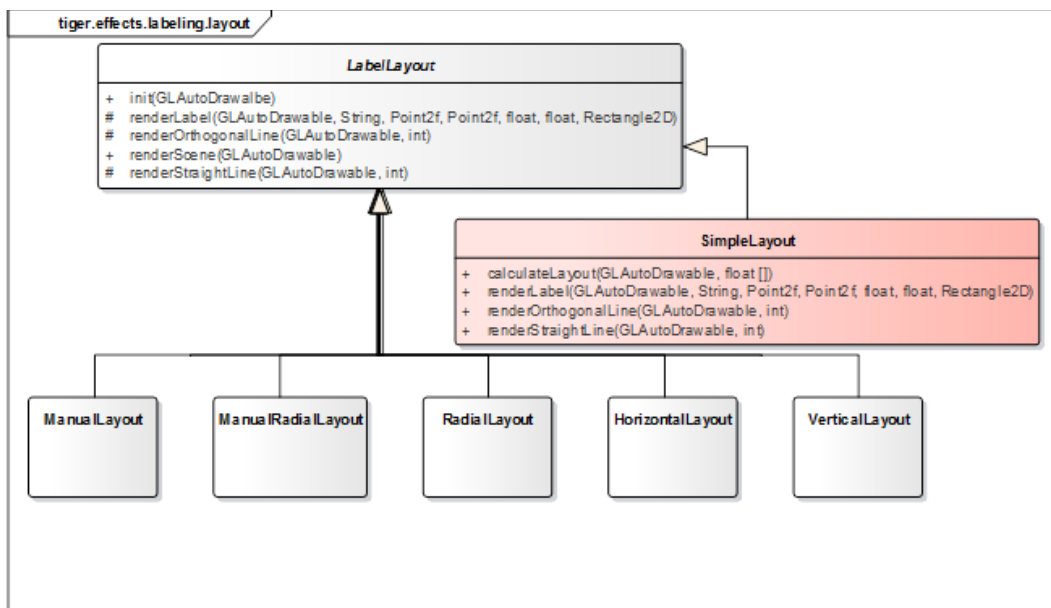 tiger.effects.labeling.layout
LabelLayout
+ init(GLAutoDrawalbe)
# renderLabel(GLAutoDrawable, String, Point2f, Point2f, float, float, Rectangle2D)
# renderOrthogonalLine(GLAutoDrawable, int)
+ renderScene(GLAutoDrawable)
# renderStraightLine(GLAutoDrawable, int)
SimpleLayout
+ calculateLayout(GLAutoDrawable, float [])
+ renderLabel(GLAutoDrawable, String, Point2f, Point2f, float, float, Rectangle2D)
+ renderOrthogonalLine(GLAutoDrawable, int)
+ renderStraightLine(GLAutoDrawable, int)
ManualLayout
ManualRadialLayout
RadialLayout
HorizontalLayout
VerticalLayout